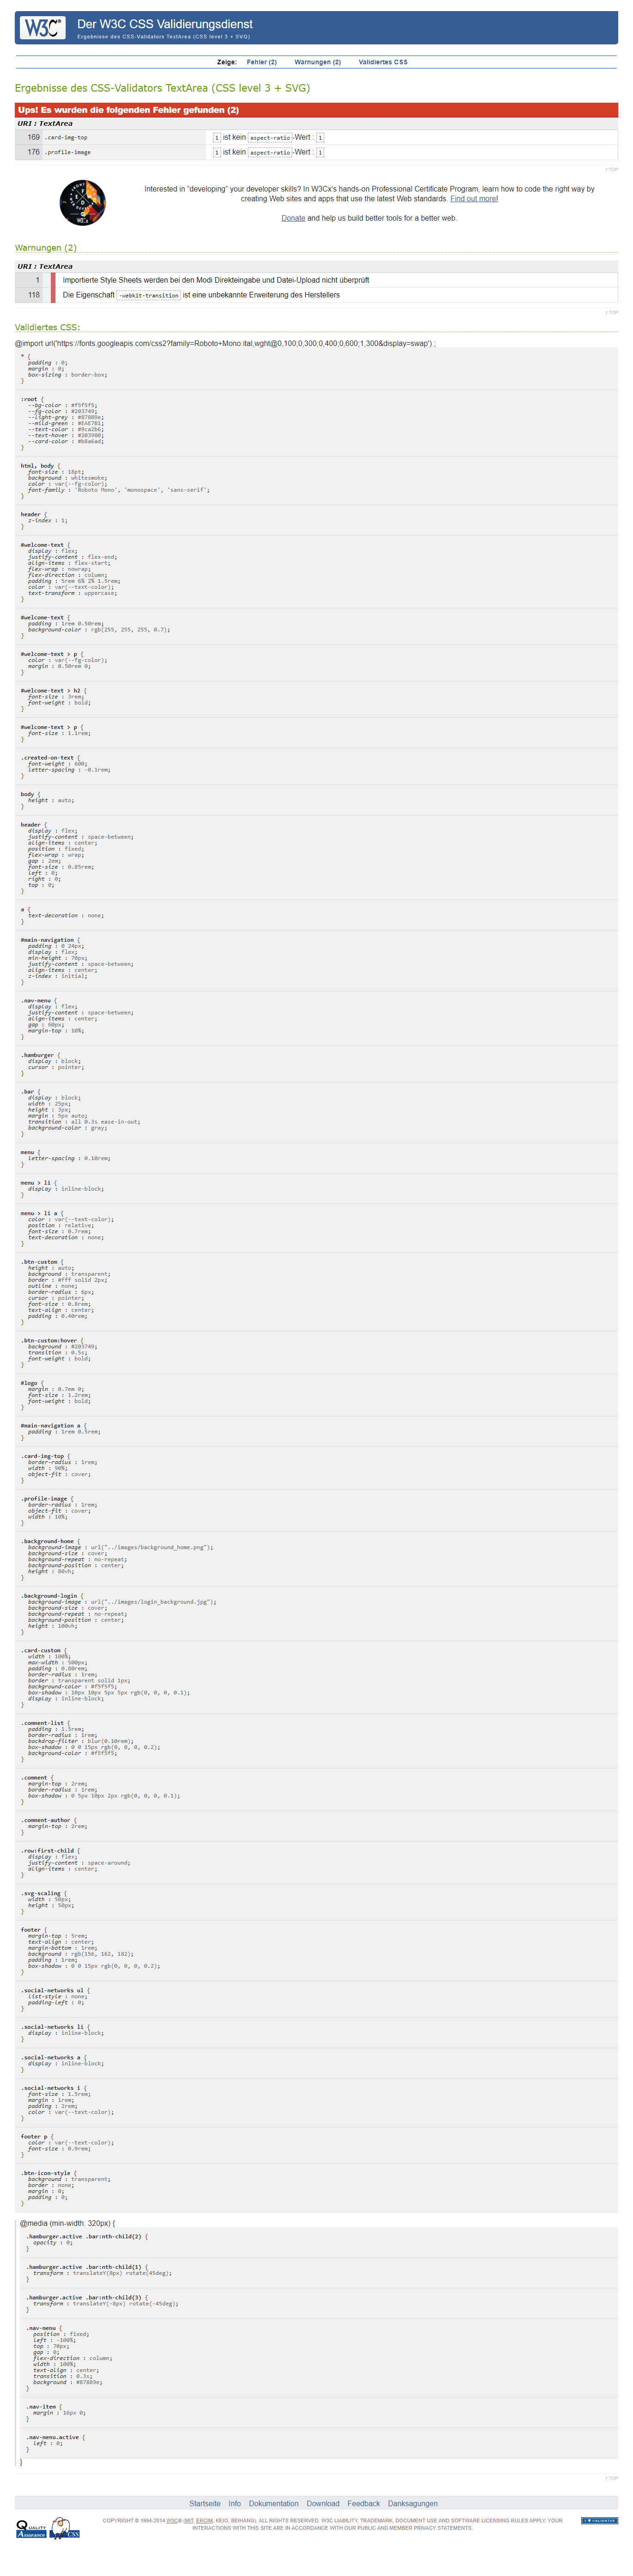 W3C®
Der W3C CSS Validierungsdienst
Ergebnisse des CSS-Validators TextArea (CSS level 3 + SVG)
Zeige: Fehler (2) Warnungen (2) Validiertes CSS
Ergebnisse des CSS-Validators TextArea (CSS level 3 + SVG)
Ups! Es wurden die folgenden Fehler gefunden (2)
URI : TextArea
169 .card-img-top 1 ist kein aspect-ratio-Wert : 1
176 .profile-image 1 ist kein aspect-ratio-Wert : 1
↑ TOP
Interested in "developing" your developer skills? In W3Cx's hands-on Professional Certificate Program, learn how to code the right way by
creating Web sites and apps that use the latest Web standards. Find out more!
Donate and help us build better tools for a better web.
Warnungen (2)
URI : TextArea
1 Importierte Style Sheets werden bei den Modi Direkteingabe und Datei-Upload nicht überprüft
118 Die Eigenschaft -webkit-transition ist eine unbekannte Erweiterung des Herstellers
↑ TOP
Validiertes CSS:
@import url('https://fonts.googleapis.com/css2?family=Roboto+Mono:ital,wght@0,100;0,300;0,400;0,600;1,300&display=swap') ;
* {
padding : 0;
margin : 0;
box-sizing : border-box;
}
:root {
--bg-color : #f5f5f5;
--fg-color : #203749;
--light-grey : #87889e;
--mild-green : #EAE7B1;
--text-color : #9ca2b6;
--text-hover : #203980;
--card-color : #b8a6ad;
}
html, body {
font-size : 18pt;
background : whitesmoke;
color : var(--fg-color);
font-family : 'Roboto Mono', 'monospace', 'sans-serif';
}
header {
z-index : 1;
}
#welcome-text {
display : flex;
justify-content : flex-end;
align-items : flex-start;
flex-wrap : nowrap;
flex-direction : column;
padding : 5rem 6% 2% 1.5rem;
color : var(--text-color);
text-transform : uppercase;
}
#welcome-text {
padding : 1rem 0.50rem;
background-color : rgb(255, 255, 255, 0.7);
}
#welcome-text > p {
color : var(--fg-color);
margin : 0.50rem 0;
}
#welcome-text > h2 {
font-size : 3rem;
font-weight : bold;
}
#welcome-text > p {
font-size : 1.1rem;
}
.created-on-text {
font-weight : 600;
letter-spacing : -0.1rem;
}
body {
height : auto;
}
header {
display : flex;
justify-content : space-between;
align-items : center;
position : fixed;
flex-wrap : wrap;
gap : 2em;
font-size : 0.85rem;
left : 0;
right : 0;
top : 0;
}
a {
text-decoration : none;
}
#main-navigation {
padding : 0 24px;
display : flex;
min-height : 70px;
justify-content : space-between;
align-items : center;
z-index : initial;
}
.nav-menu {
display : flex;
justify-content : space-between;
align-items : center;
gap : 60px;
margin-top : 10%;
}
.hamburger {
display : block;
cursor : pointer;
}
.bar {
display : block;
width : 25px;
height : 3px;
margin : 5px auto;
transition : all 0.3s ease-in-out;
background-color : gray;
}
menu {
letter-spacing : 0.10rem;
}
menu > li {
display : inline-block;
}
menu > li a {
color : var(--text-color);
position : relative;
font-size : 0.7rem;
text-decoration : none;
}
.btn-custom {
height : auto;
background : transparent;
border : #fff solid 2px;
outline : none;
border-radius : 6px;
cursor : pointer;
font-size : 0.8rem;
text-align : center;
padding : 0.40rem;
}
.btn-custom:hover {
background : #203749;
transition : 0.5s;
font-weight : bold;
}
#logo {
margin : 0.7em 0;
font-size : 1.2rem;
font-weight : bold;
}
#main-navigation a {
padding : 1rem 0.5rem;
}
.card-img-top {
border-radius : 1rem;
width : 90%;
object-fit : cover;
}
.profile-image {
border-radius : 1rem;
object-fit : cover;
width : 10%;
}
.background-home {
background-image : url("../images/background_home.png");
background-size : cover;
background-repeat : no-repeat;
background-position : center;
height : 80vh;
}
.background-login {
background-image : url("../images/login_background.jpg");
background-size : cover;
background-repeat : no-repeat;
background-position : center;
height : 100vh;
}
.card-custom {
width : 100%;
max-width : 500px;
padding : 0.80rem;
border-radius : 1rem;
border : transparent solid 1px;
background-color : #f5f5f5;
box-shadow : 10px 10px 5px 5px rgb(0, 0, 0, 0.1);
display : inline-block;
}
.comment-list {
padding : 1.5rem;
border-radius : 1rem;
backdrop-filter : blur(0.10rem);
box-shadow : 0 0 15px rgb(0, 0, 0, 0.2);
background-color : #f5f5f5;
}
.comment {
margin-top : 2rem;
border-radius : 1rem;
box-shadow : 0 5px 10px 2px rgb(0, 0, 0, 0.1);
}
.comment-author {
margin-top : 2rem;
}
.row:first-child {
display : flex;
justify-content : space-around;
align-items : center;
}
.svg-scaling {
width : 50px;
height : 50px;
}
footer {
margin-top : 5rem;
text-align : center;
margin-bottom : 1rem;
background : rgb(156, 162, 182);
padding : 1rem;
box-shadow : 0 0 15px rgb(0, 0, 0, 0.2);
}
.social-networks ul {
list-style : none;
padding-left : 0;
}
.social-networks li {
display : inline-block;
}
.social-networks a {
display : inline-block;
}
.social-networks i {
font-size : 1.5rem;
margin : 1rem;
padding : 2rem;
color : var(--text-color);
}
footer p {
color : var(--text-color);
font-size : 0.9rem;
}
.btn-icon-style {
background : transparent;
border : none;
margin : 0;
padding : 0;
}
@media (min-width: 320px) {
.hamburger.active .bar:nth-child(2) {
opacity : 0;
}
.hamburger.active .bar:nth-child(1) {
transform : translateY(8px) rotate(45deg);
}
.hamburger.active .bar:nth-child(3) {
transform : translateY(-8px) rotate(-45deg);
}
.nav-menu {
position : fixed;
left : -100%;
top : 70px;
gap : 0;
flex-direction : column;
width : 100%;
text-align : center;
transition : 0.3s;
background : #87889e;
}
.nav-item {
margin : 16px 0;
}
.nav-menu.active {
left : 0;
}
}
↑ TOP
Startseite Info Dokumentation Download Feedback Danksagungen
COPYRIGHT © 1994-2014 W3C® (MIT, ERCIM, KEIO, BEIHANG), ALL RIGHTS RESERVED. W3C LIABILITY, TRADEMARK, DOCUMENT USE AND SOFTWARE LICENSING RULES APPLY. YOUR
INTERACTIONS WITH THIS SITE ARE IN ACCORDANCE WITH OUR PUBLIC AND MEMBER PRIVACY STATEMENTS.
QUALITY
Assurance
CSS
I ♥ VALIDATOR